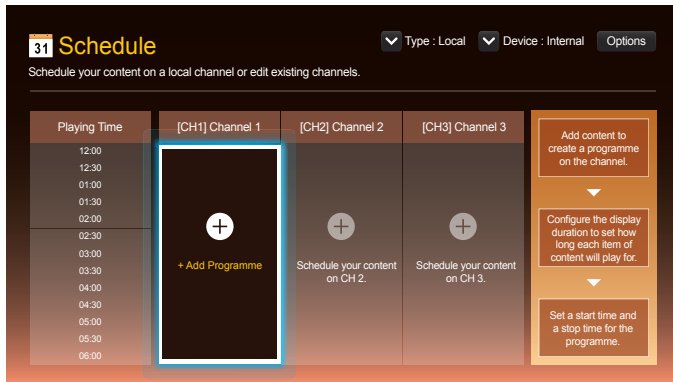 31 Schedule
Type : Local
Device : Internal
Options
Schedule your content on a local channel or edit existing channels.
Playing Time
[CH1] Channel 1
[CH2] Channel 2
[CH3] Channel 3
12:00
12:30
01:00
01:30
02:00
02:30
03:00
03:30
04:00
04:30
05:00
05:30
06:00
+ Add Programme
Schedule your content
on CH 2.
Schedule your content
on CH 3.
Add content to
create a programme
on the channel.
Configure the display
duration to set how
long each item of
content will play for.
Set a start time and
a stop time for the
programme.